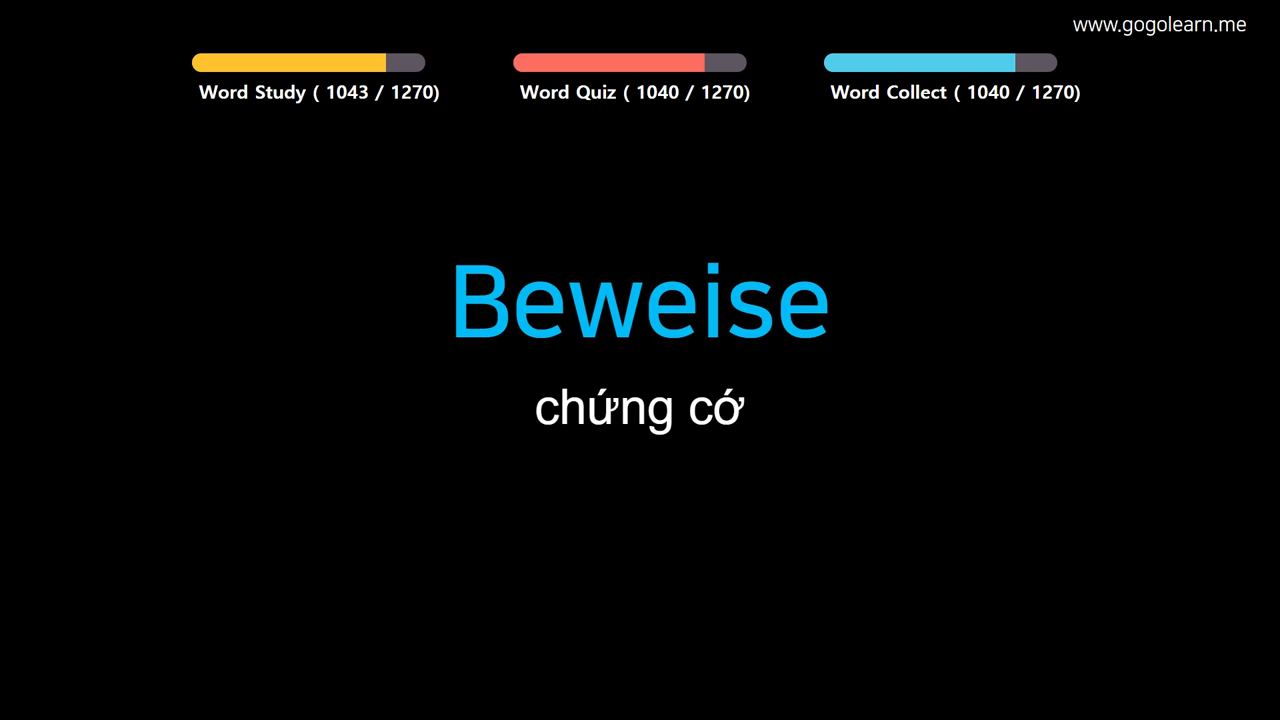 www.gogolearn.me
Word Study ( 1043 / 1270)
Word Quiz ( 1040 / 1270)
Word Collect ( 1040 / 1270)
Beweise
chứng cớ